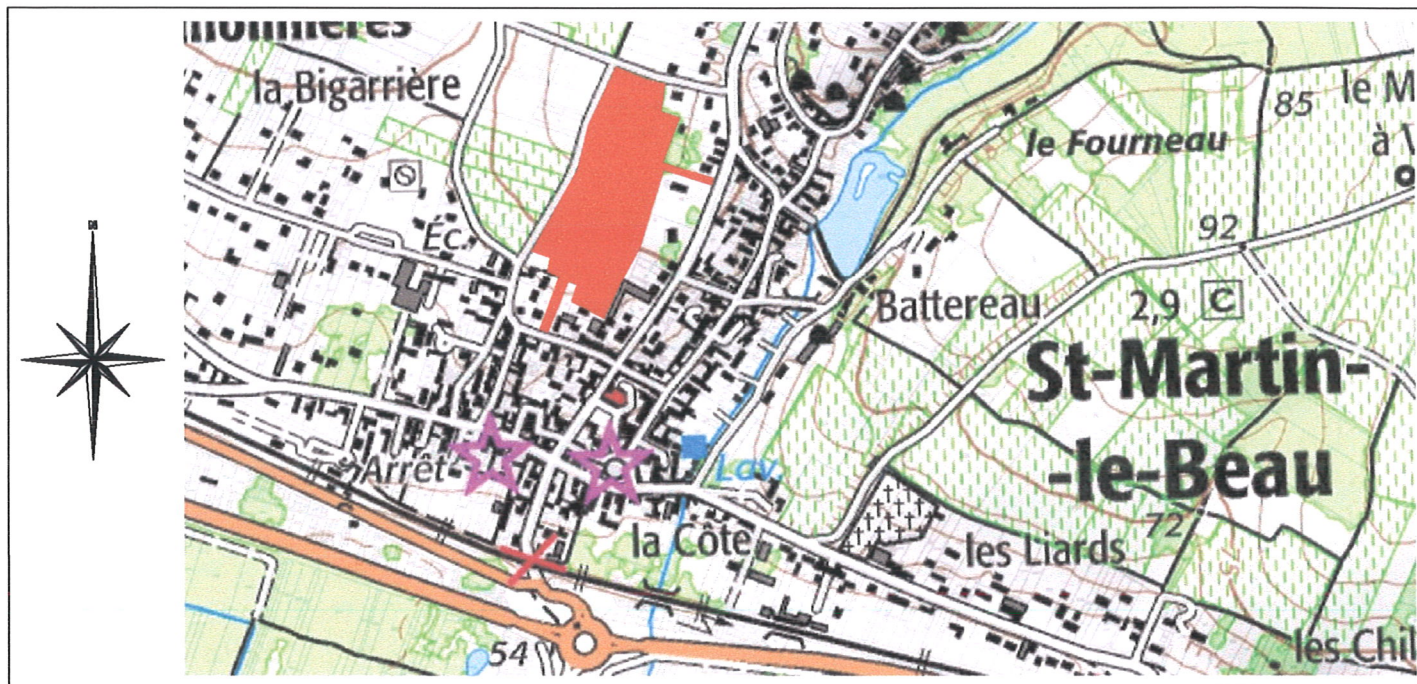 la Bigarrière
85
le Fourneau
Éc.
92
Battereau
2,9
C
St-Martin-
-le-Beau
Arrêt
Lav.
la Côte
les Liards
72
54